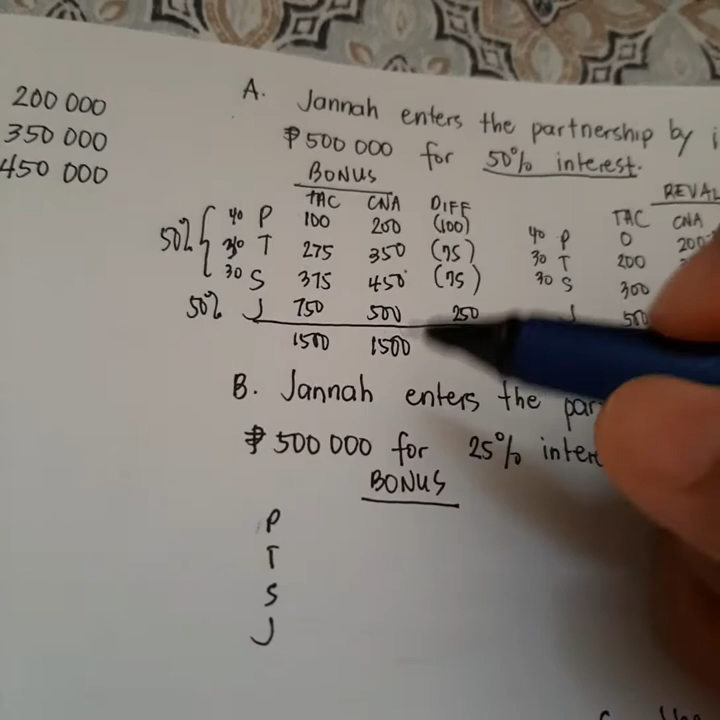 200 000
350 000
450 000
A. Jannah enters the partnership by
₱500 000 for 50% interest.
BONUS
TAC CNA DIFF
50% 40 P 100 200 (100)
30 T 275 350 (75)
30 S 375 450 (75)
50% J 750 500 250
1500 1500
REVAL
TAC CNA
40 P 0 200
30 T 200
30 S 300
J 500
B. Jannah enters the
₱500 000 for 25%
BONUS
P
T
S
J